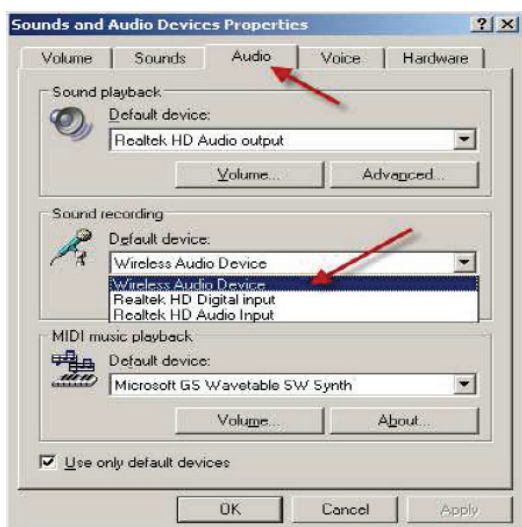 Sounds and Audio Devices Properties
Volume Sounds Audio Voice Hardware
Sound playback
Default device:
Realtek HD Audio output
Volume... Advanced...
Sound recording
Default device:
Wireless Audio Device
Wireless Audio Device
Realtek HD Digital input
Realtek HD Audio Input
MIDI music playback
Default device:
Microsoft GS Wavetable SW Synth
Volume... About...
Use only default devices
OK Cancel Apply